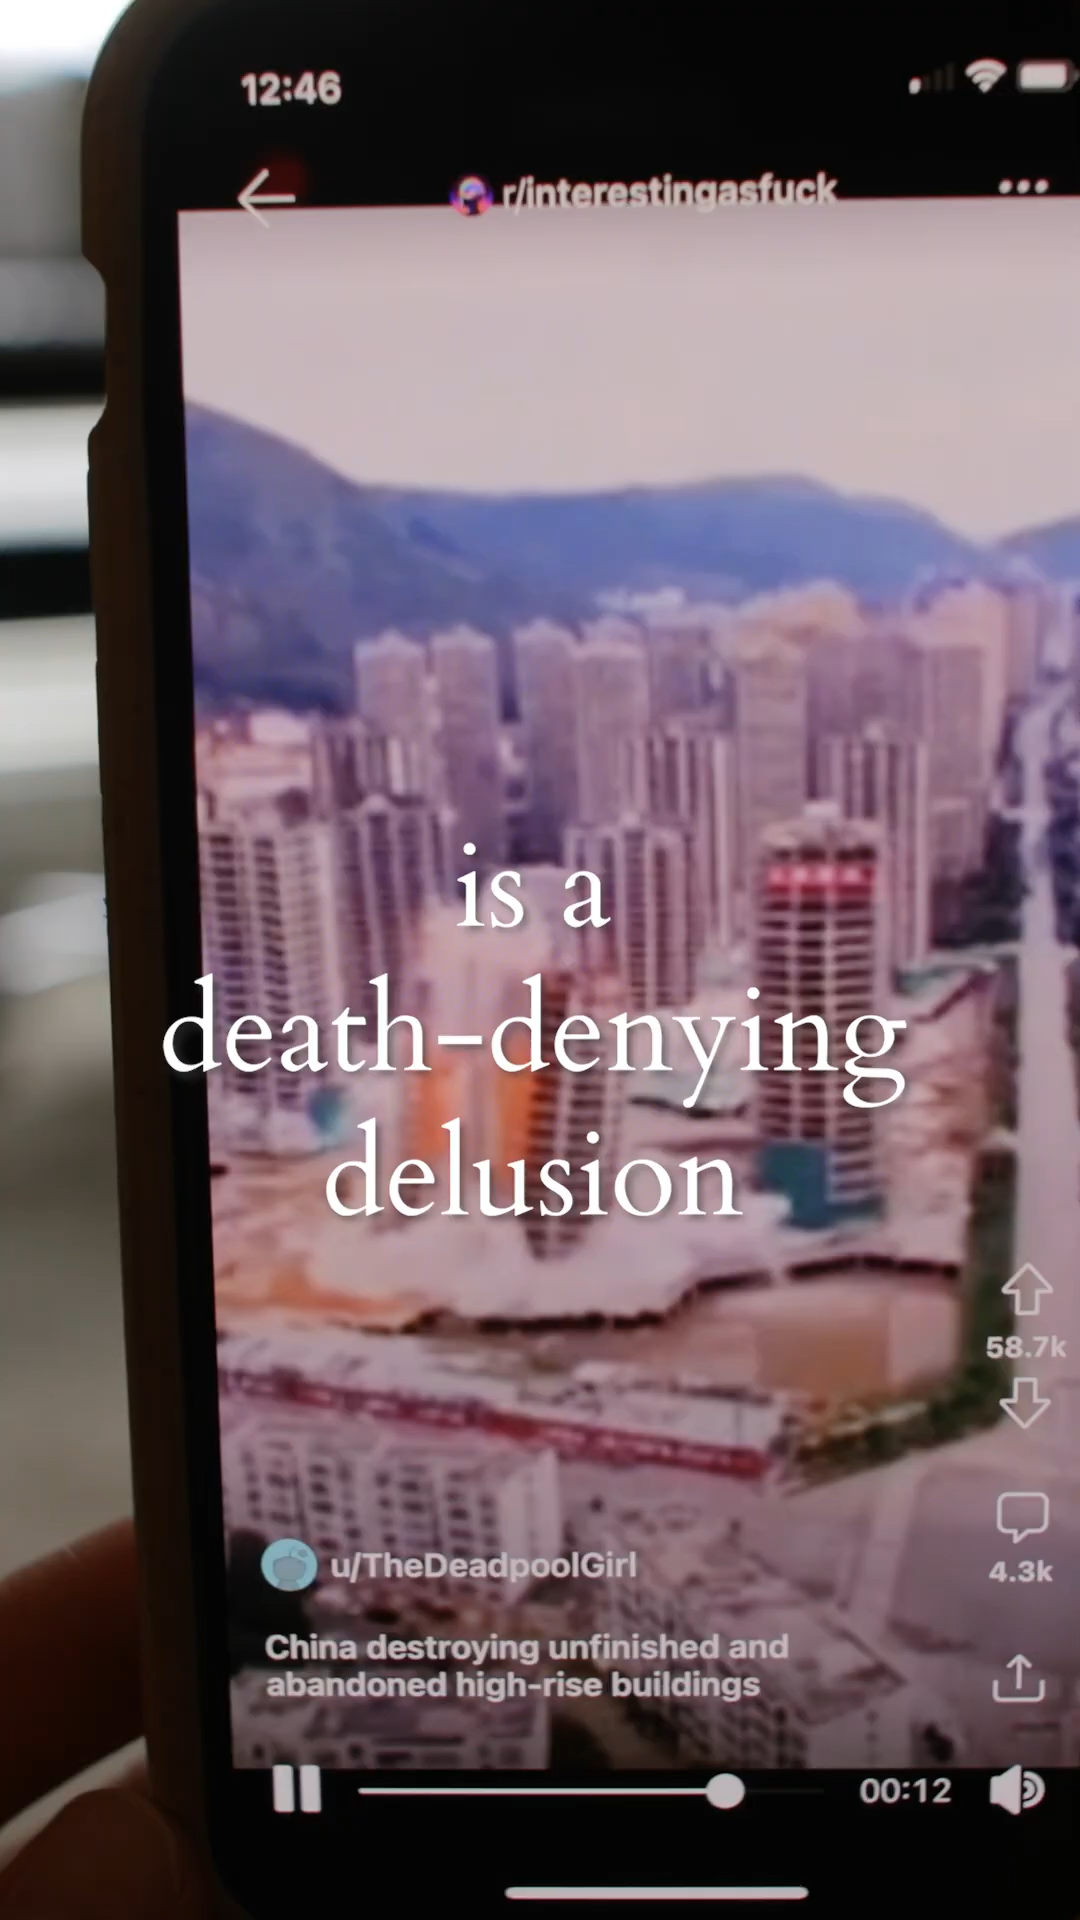 12:46
r/interestingasfuck
is a
death-denying
delusion
58.7k
4.3k
u/TheDeadpoolGirl
China destroying unfinished and
abandoned high-rise buildings
00:12